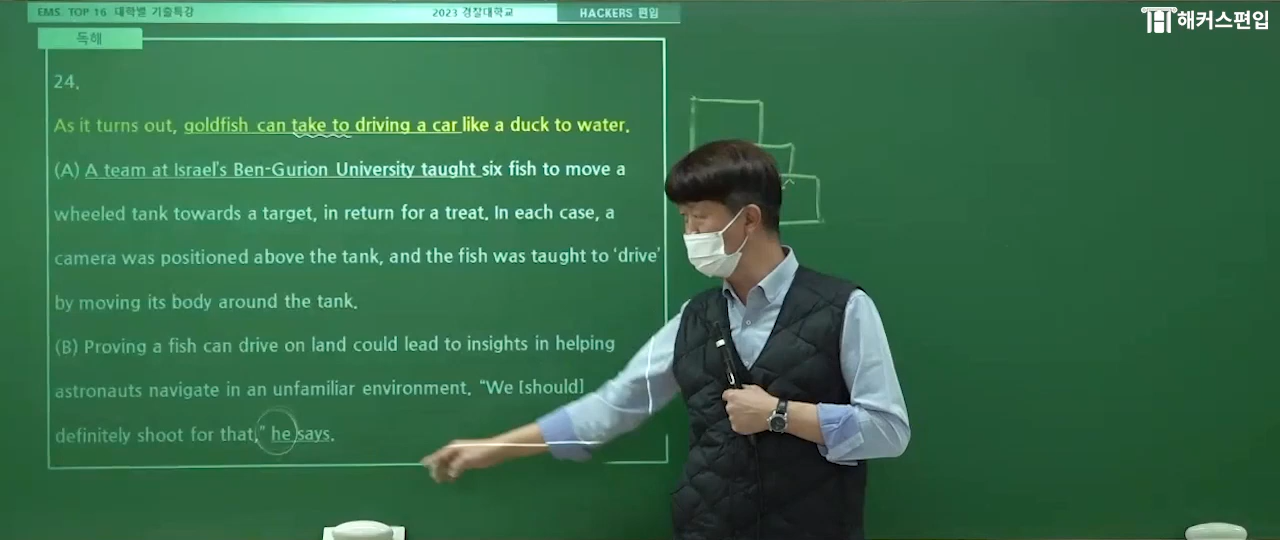 EMS. TOP 16 대학별 기출특강
2023 경찰대학교
HACKERS 편입
해커스편입
독해
24.
As it turns out, goldfish can take to driving a car like a duck to water.
(A) A team at Israel's Ben-Gurion University taught six fish to move a
wheeled tank towards a target, in return for a treat. In each case, a
camera was positioned above the tank, and the fish was taught to ‘drive’
by moving its body around the tank.
(B) Proving a fish can drive on land could lead to insights in helping
astronauts navigate in an unfamiliar environment. “We [should]
definitely shoot for that,” he says.